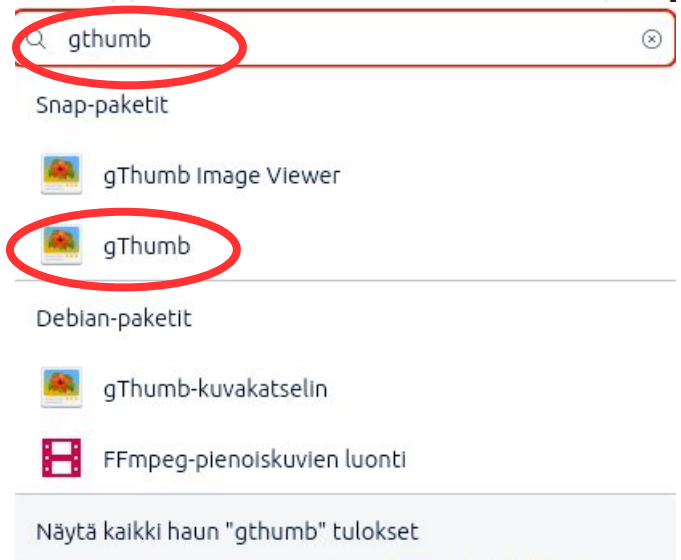 gthumb
Snap-paketit
gThumb Image Viewer
gThumb
Debian-paketit
gThumb-kuvakatselin
FFmpeg-pienoiskuvien luonti
Näytä kaikki haun "gthumb" tulokset